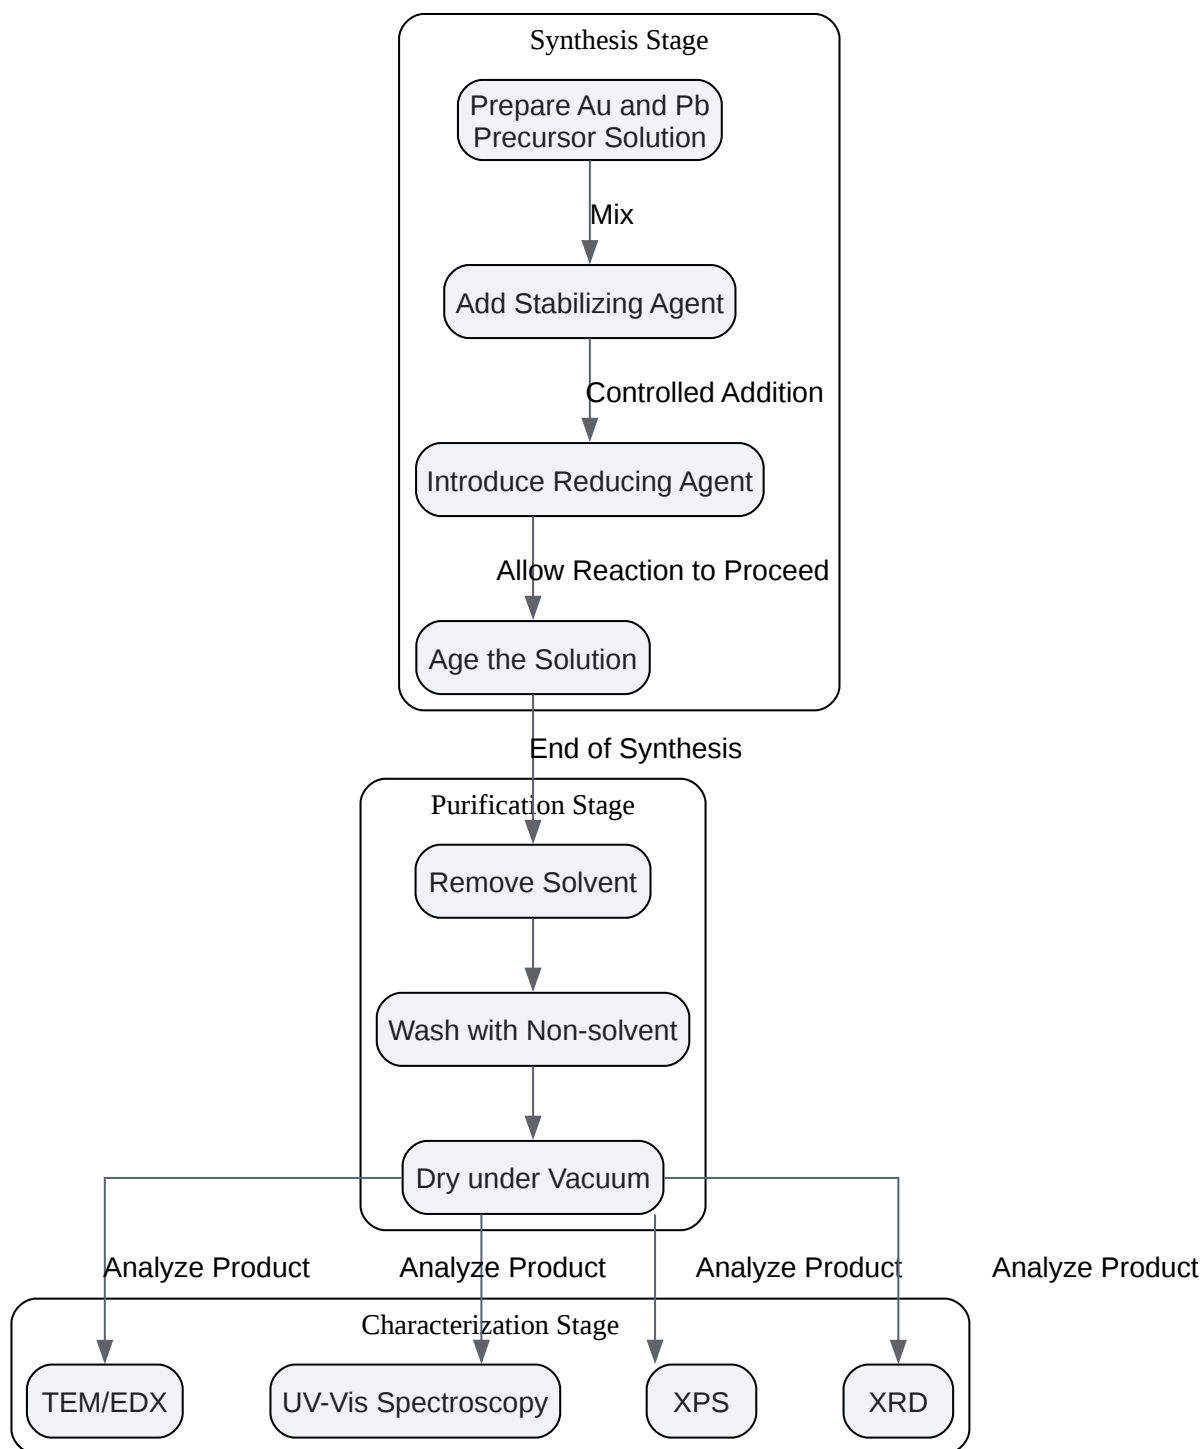 Synthesis Stage
Prepare Au and Pb
Precursor Solution
Mix
Add Stabilizing Agent
Controlled Addition
Introduce Reducing Agent
Allow Reaction to Proceed
Age the Solution
End of Synthesis
Purification Stage
Remove Solvent
Wash with Non-solvent
Dry under Vacuum
Analyze Product
Analyze Product
Analyze Product
Analyze Product
Characterization Stage
TEM/EDX
UV-Vis Spectroscopy
XPS
XRD